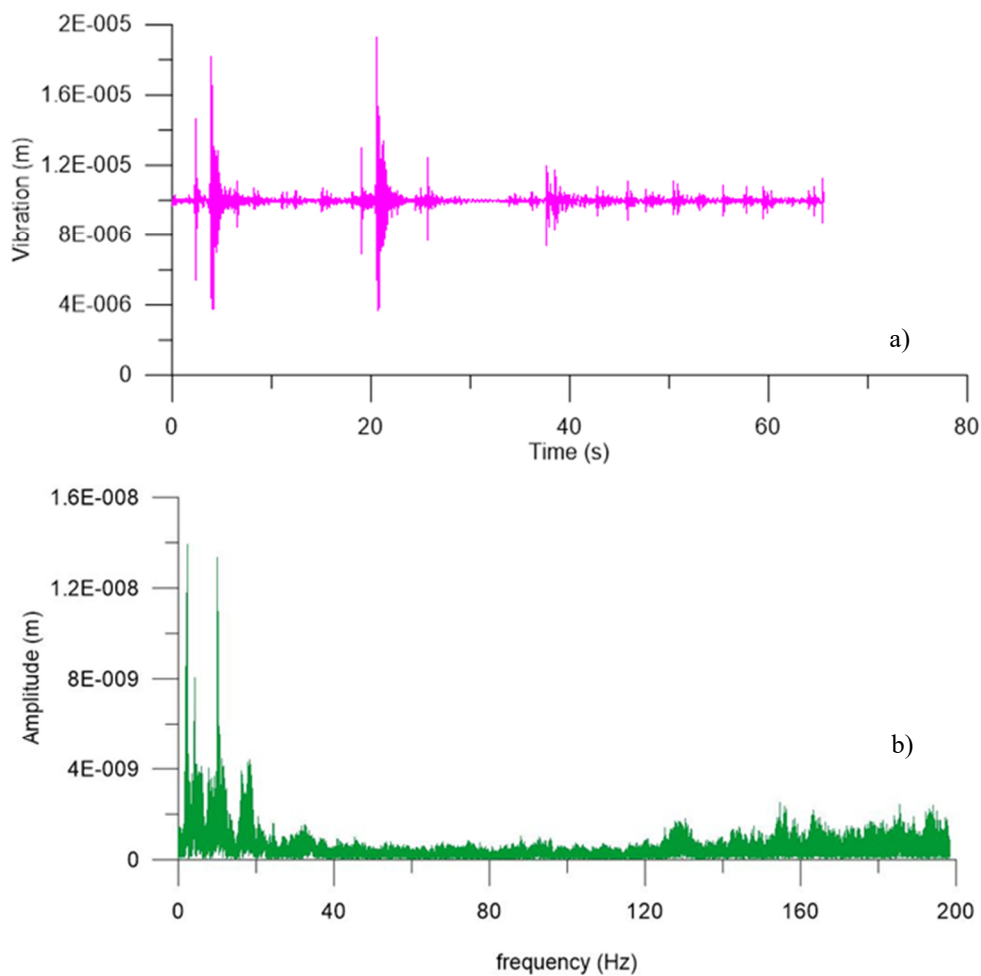 2E-005
1.6E-005
1.2E-005
8E-006
4E-006
0
Vibration (m)
a)
0 20 40 60 80
Time (s)
1.6E-008
1.2E-008
8E-009
4E-009
0
Amplitude (m)
b)
0 40 80 120 160 200
frequency (Hz)